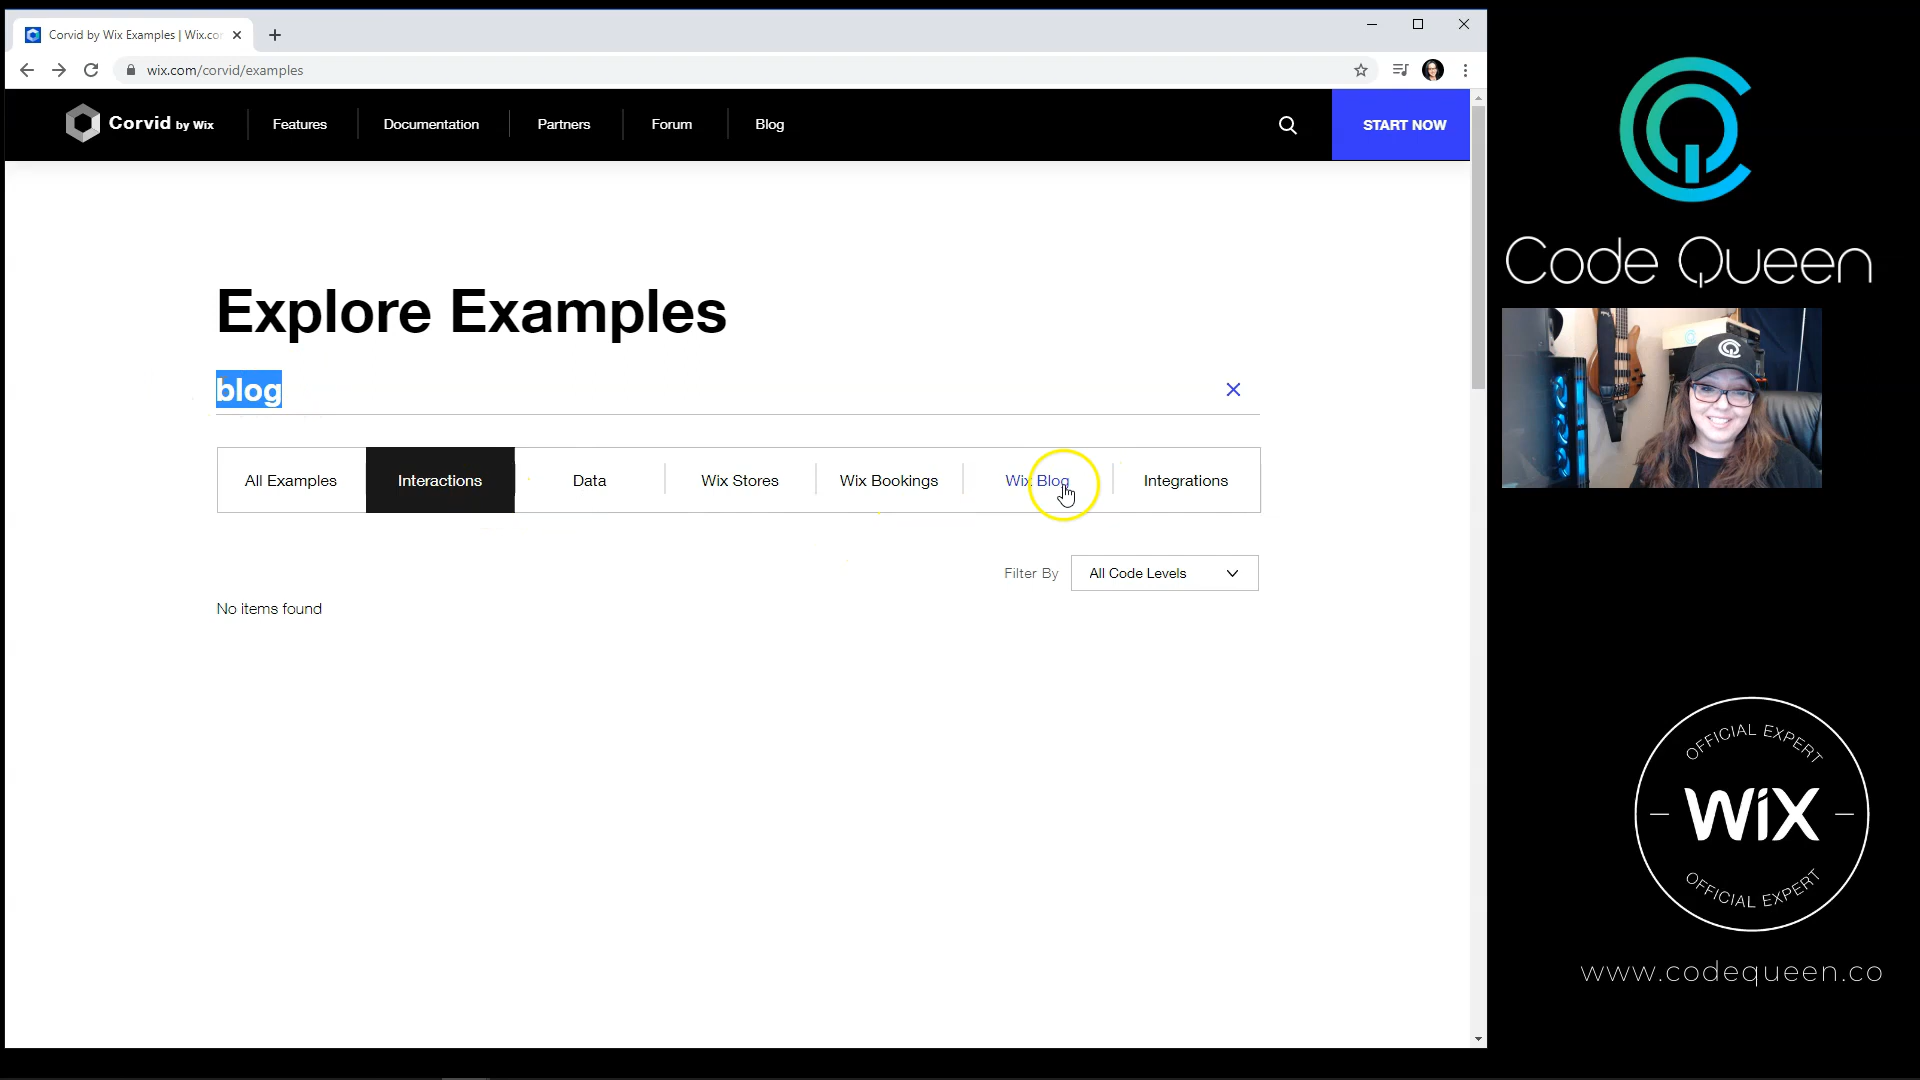 Corvid by Wix Examples | Wix.co
wix.com/corvid/examples
Corvid by Wix
Features
Documentation
Partners
Forum
Blog
START NOW
Explore Examples
blog
All Examples
Interactions
Data
Wix Stores
Wix Bookings
Wix Blog
Integrations
Filter By
All Code Levels
No items found
Code Queen
OFFICIAL EXPERT
WiX
OFFICIAL EXPERT
www.codequeen.co